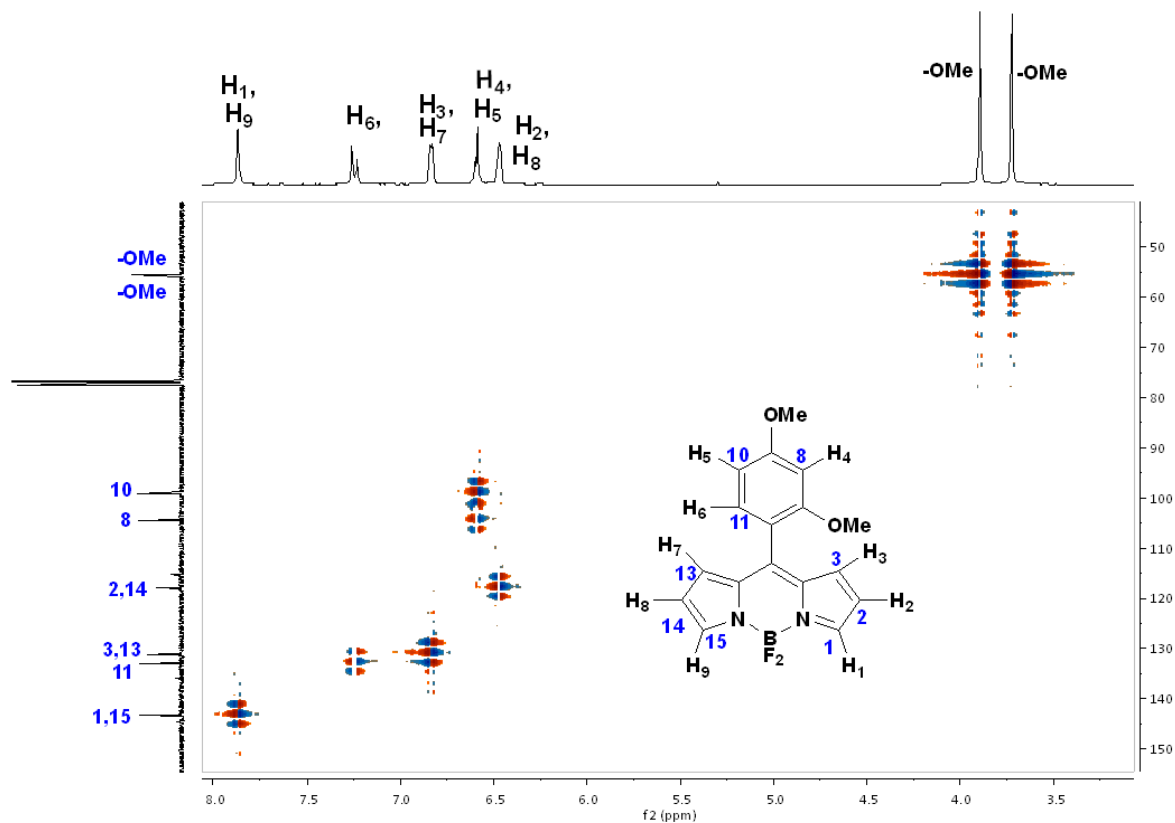 H1,
H9
H6,
H3,
H7
H4,
H5
H2,
H8
-OMe
-OMe
-OMe
-OMe
10
8
2,14
3,13
11
1,15
50
60
70
80
90
100
110
120
130
140
150
OMe
H5
10
8
H4
H6
11
OMe
H7
13
3
H3
H8
14
N
N
2
H2
15
B
F2
1
H9
H1
8.0
7.5
7.0
6.5
6.0
5.5
5.0
4.5
4.0
3.5
f2 (ppm)